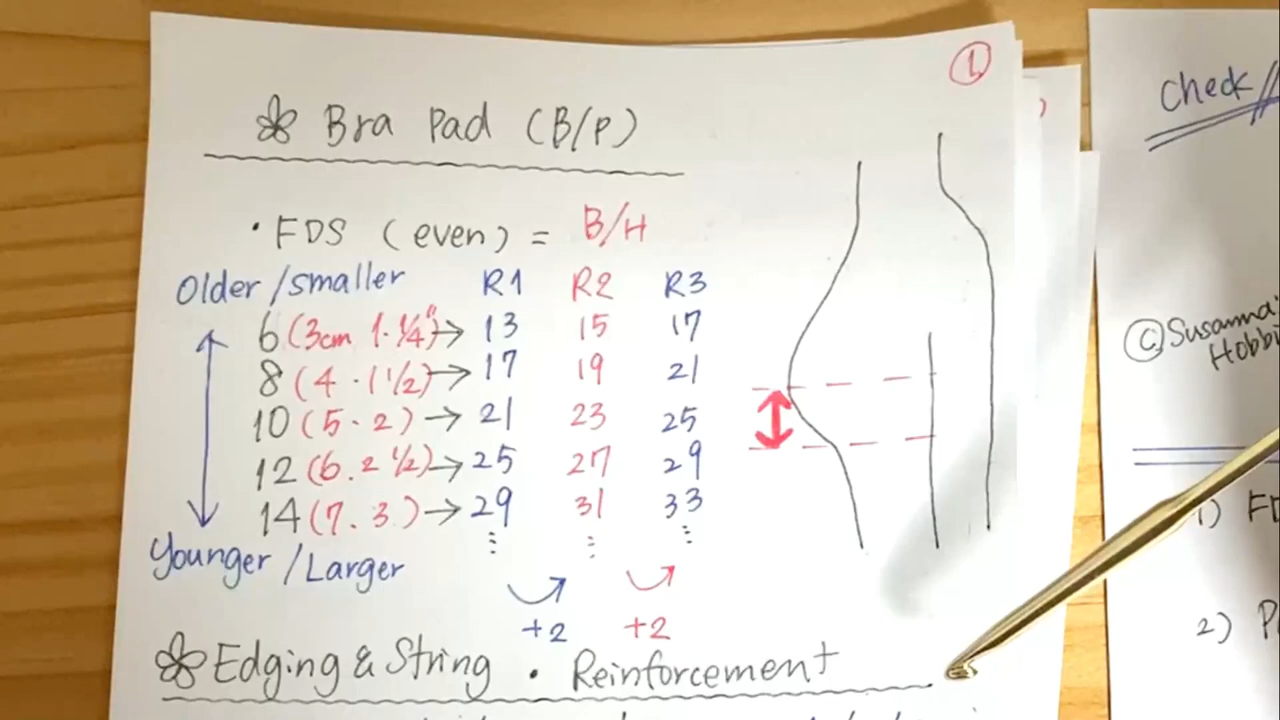 ①
Bra Pad (B/P)
· FDS (even) = B/H
Older/smaller R1 R2 R3
6 (3cm 1·¼") → 13 15 17
8 (4 · 1 ½) → 17 19 21
10 (5 · 2) → 21 23 25
12 (6. 2 ½) → 25 27 29
14 (7. 3.) → 29 31 33
⋮ ⋮ ⋮
Younger/Larger
+2 +2
Edging & String · Reinforcement
Check
© Susanna
Hobbi
1) FD
2) P